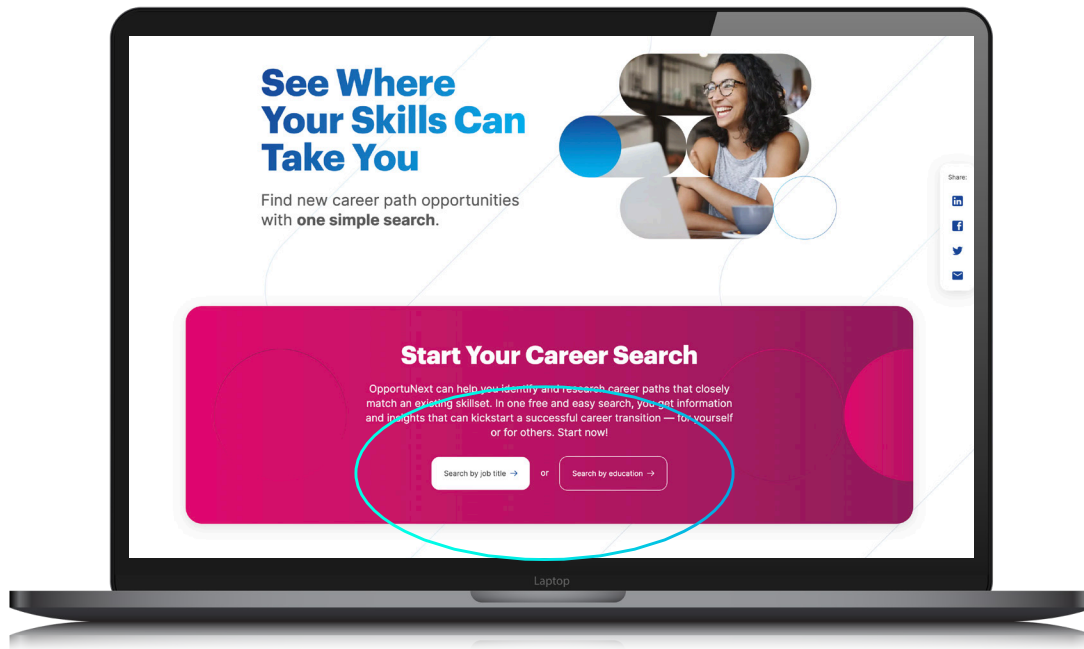 See Where
Your Skills Can
Take You
Find new career path opportunities
with one simple search.
Share:
Start Your Career Search
OpportuNext can help you identify and research career paths that closely
match an existing skillset. In one free and easy search, you get information
and insights that can kickstart a successful career transition — for yourself
or for others. Start now!
Search by job title → or Search by education →
Laptop